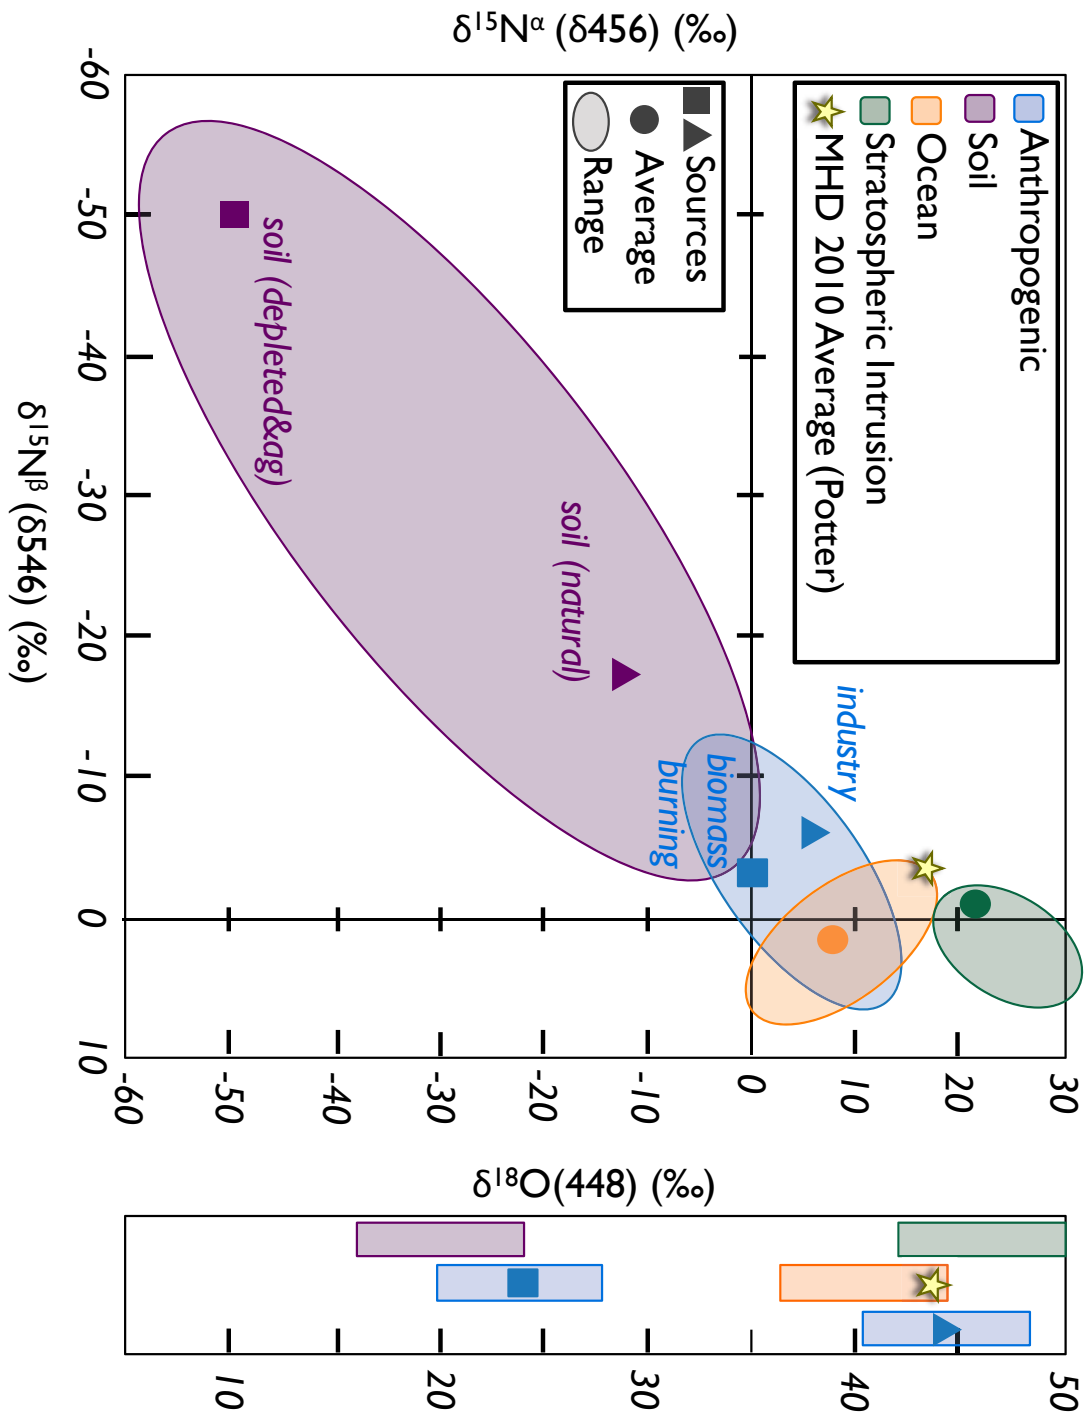 δ¹⁵Nᵅ (δ456) (‰)
Anthropogenic
Soil
Ocean
Stratospheric Intrusion
MHD 2010 Average (Potter)
Sources
Average
Range
soil (depleted&ag)
soil (natural)
industry
biomass
burning
-60
-50
-40
-30
-20
-10
0
10
δ¹⁵Nᵝ (δ546) (‰)
30
20
10
0
-10
-20
-30
-40
-50
-60
δ¹⁸O(448) (‰)
50
40
30
20
10